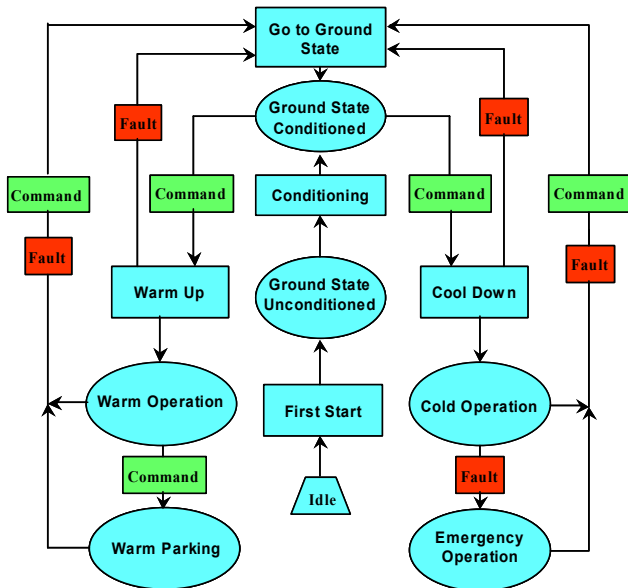 Go to Ground
State
Fault
Ground State
Conditioned
Fault
Command
Command
Conditioning
Command
Command
Fault
Fault
Warm Up
Ground State
Unconditioned
Cool Down
Warm Operation
First Start
Cold Operation
Command
Fault
Idle
Warm Parking
Emergency
Operation